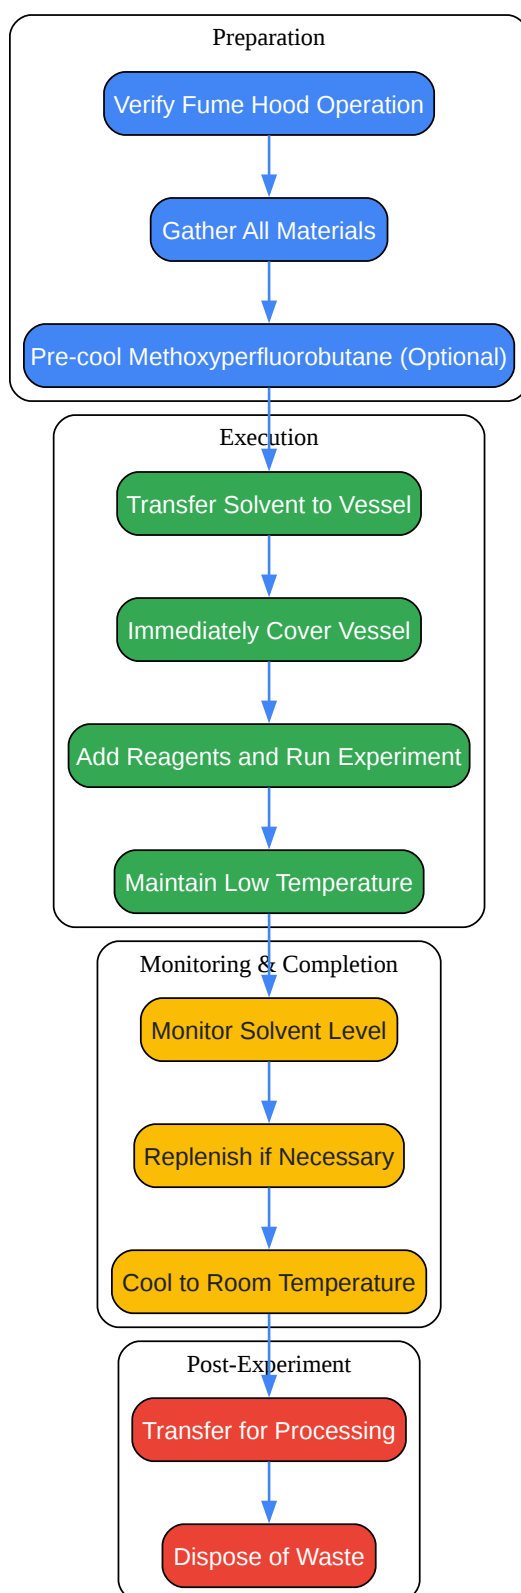 Preparation
Verify Fume Hood Operation
Gather All Materials
Pre-cool Methoxyperfluorobutane (Optional)
Execution
Transfer Solvent to Vessel
Immediately Cover Vessel
Add Reagents and Run Experiment
Maintain Low Temperature
Monitoring & Completion
Monitor Solvent Level
Replenish if Necessary
Cool to Room Temperature
Post-Experiment
Transfer for Processing
Dispose of Waste